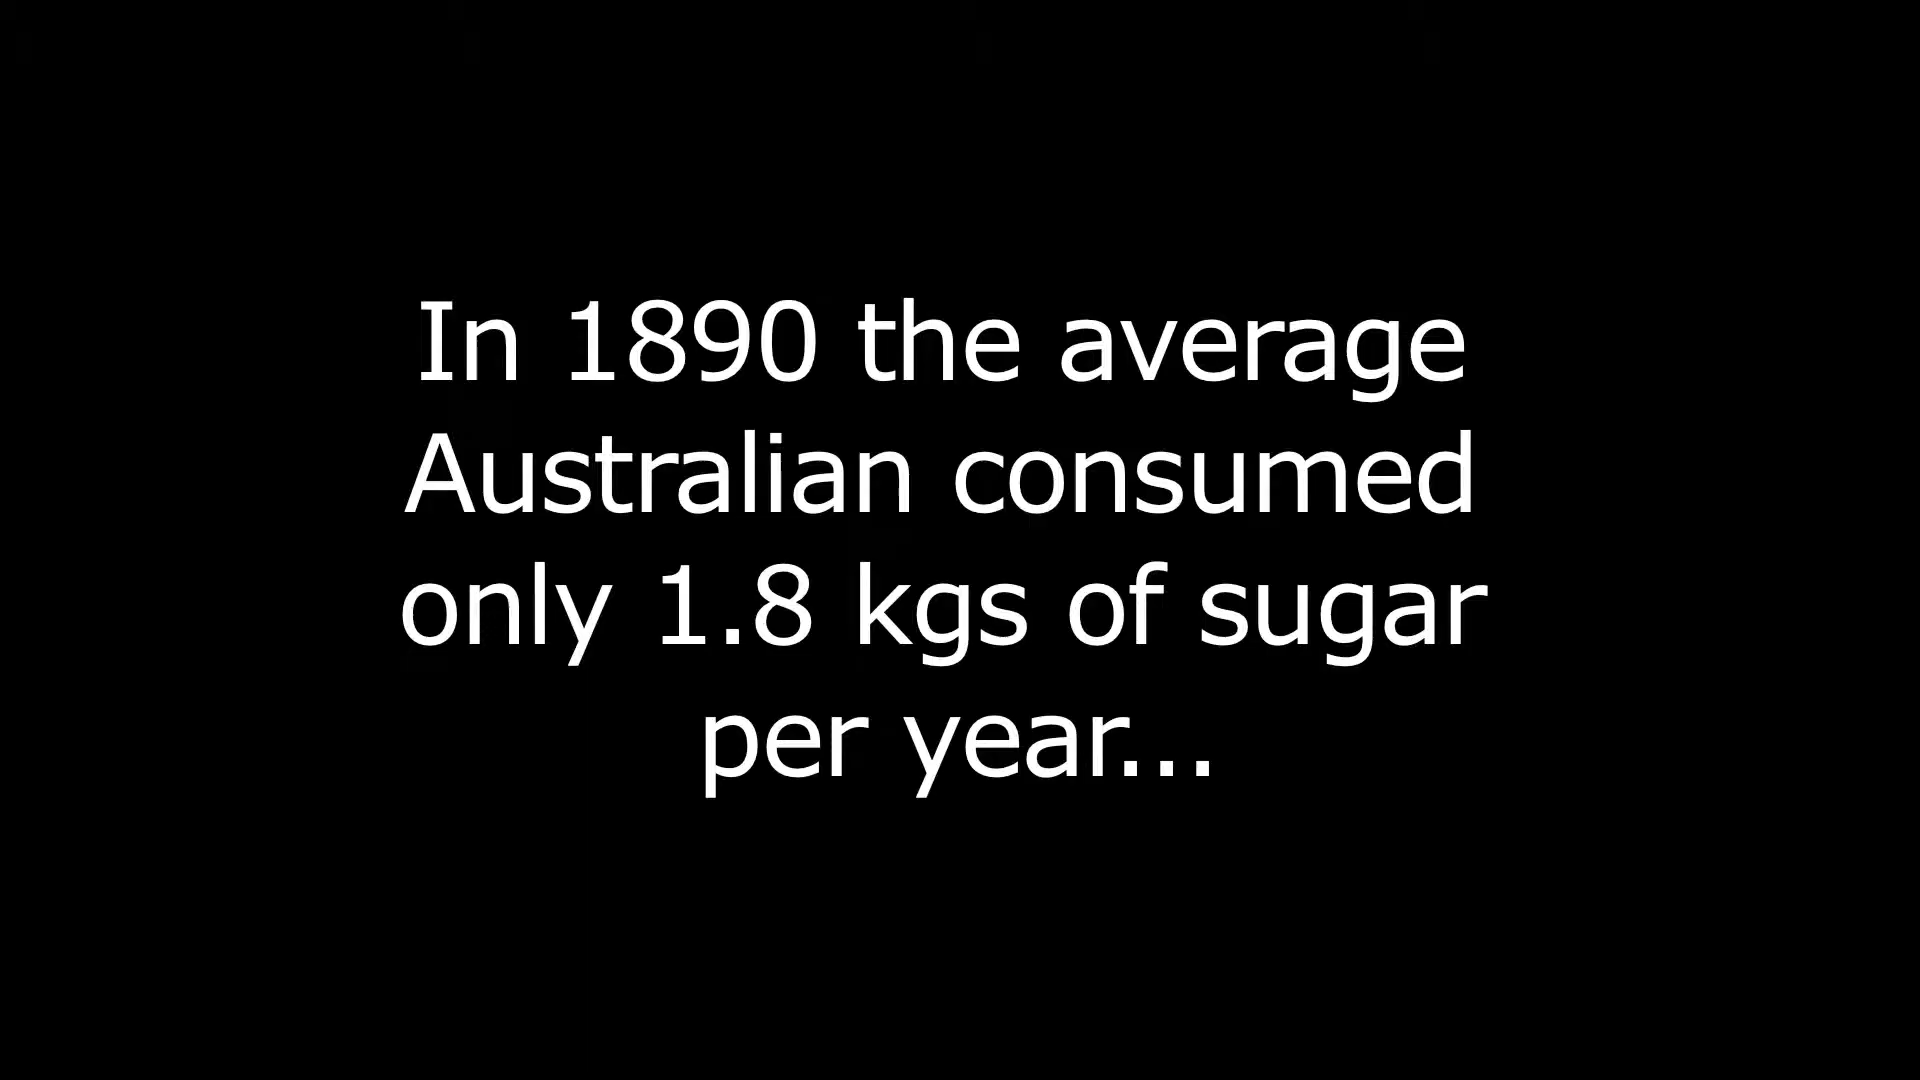 In 1890 the average
Australian consumed
only 1.8 kgs of sugar
per year...